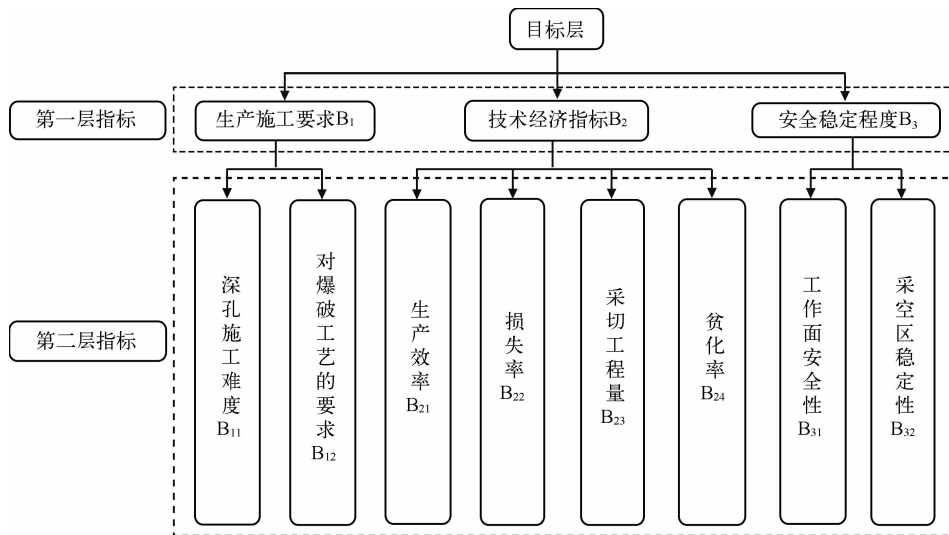 目标层
第一层指标
生产施工要求B₁
技术经济指标B₂
安全稳定程度B₃
第二层指标
深孔施工难度B₁₁
对爆破工艺的要求B₁₂
生产效率B₂₁
损失率B₂₂
采切工程量B₂₃
贫化率B₂₄
工作面安全性B₃₁
采空区稳定性B₃₂